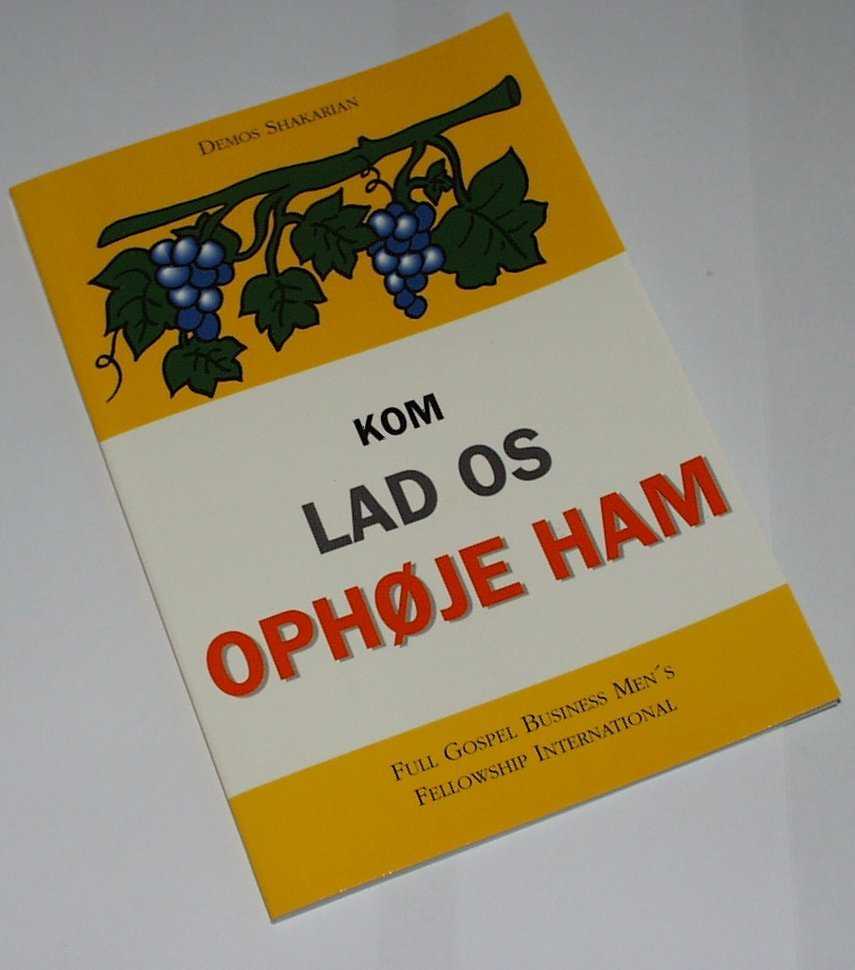 DEMOS SHAKARIAN
KOM
LAD OS
OPHØJE HAM
FULL GOSPEL BUSINESS MEN´S
FELLOWSHIP INTERNATIONAL